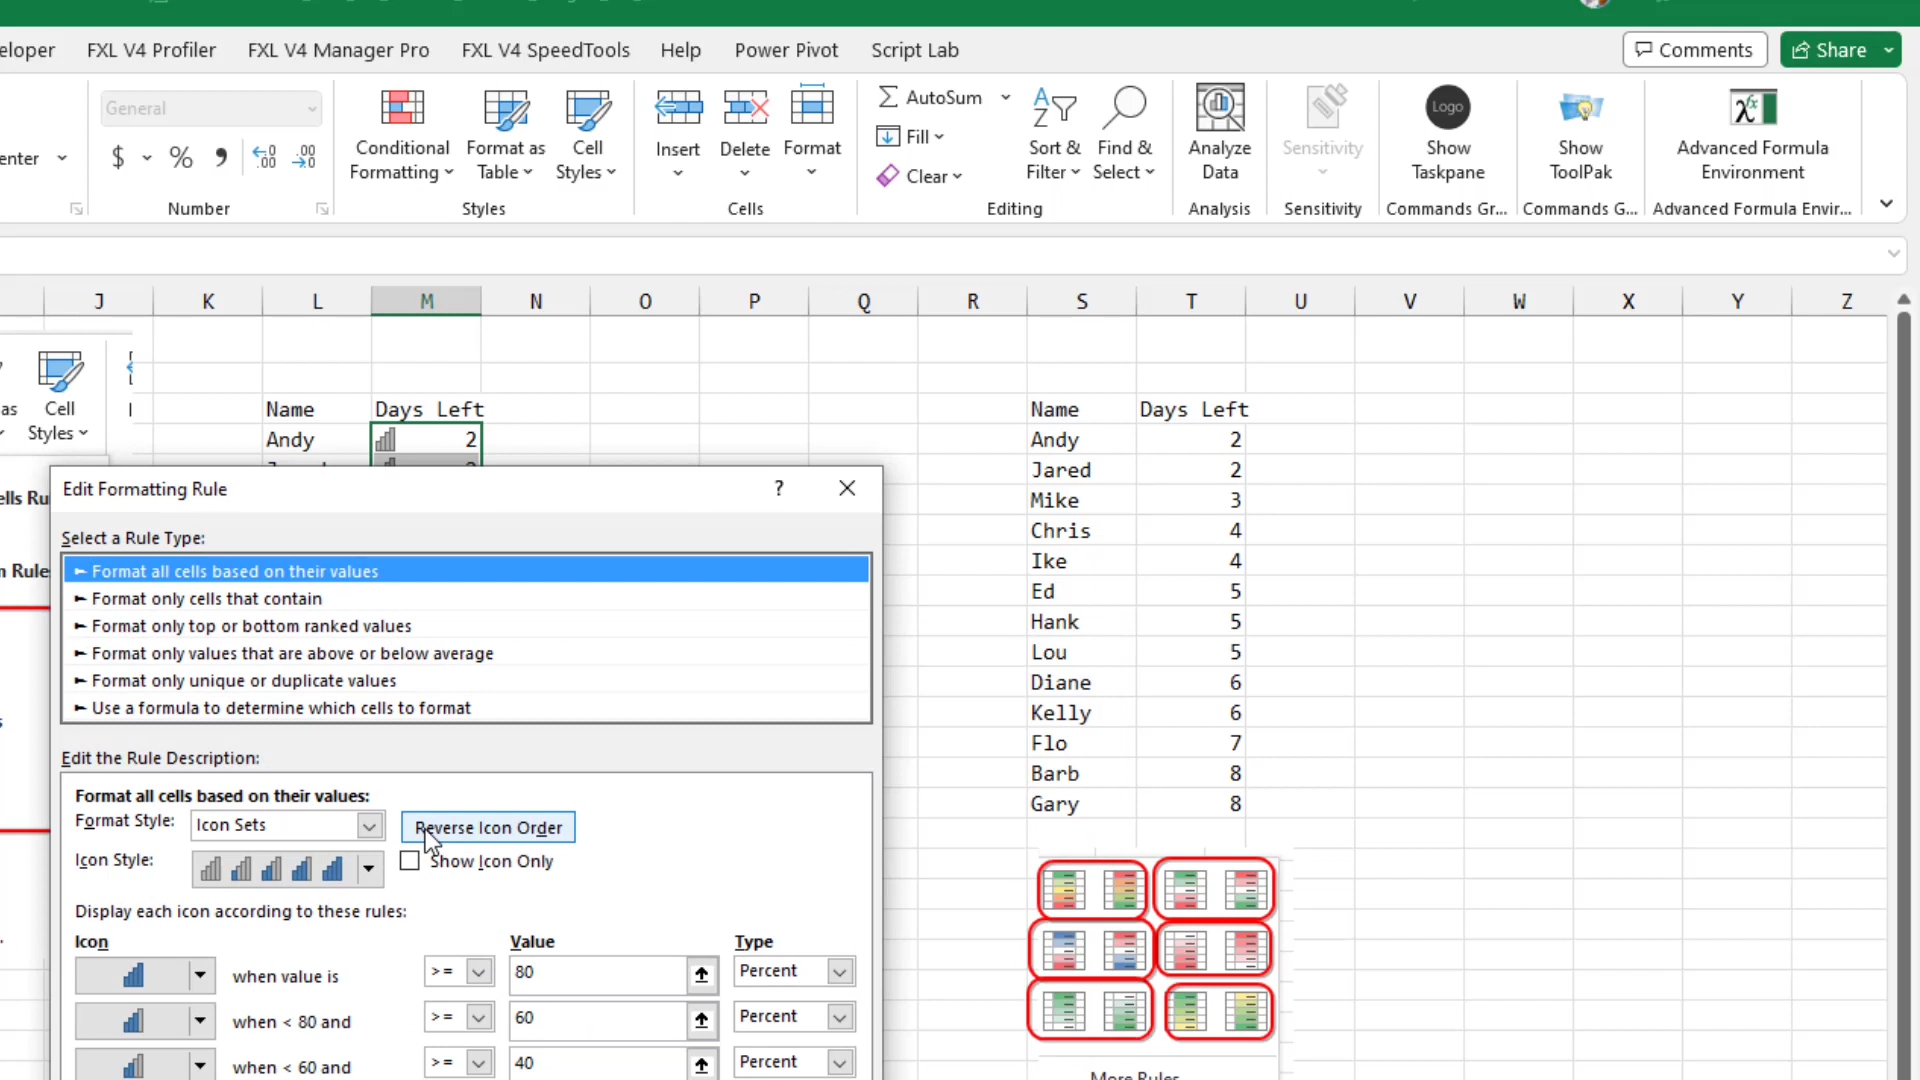 eloper FXL V4 Profiler FXL V4 Manager Pro FXL V4 SpeedTools Help Power Pivot Script Lab Comments Share
General
enter
$ % , .00 .00
Number
Conditional Formatting
Format as Table
Cell Styles
Styles
Insert
Delete
Format
Cells
AutoSum
Fill
Clear
Sort & Filter
Find & Select
Editing
Analyze Data
Analysis
Sensitivity
Sensitivity
Logo
Show Taskpane
Commands Gr...
Show ToolPak
Commands G...
Advanced Formula Environment
Advanced Formula Envir...
J K L M N O P Q R S T U V W X Y Z
as
Cell
Styles
ells Ru
n Rule
Name Days Left
Andy 2
Edit Formatting Rule ?
Select a Rule Type:
► Format all cells based on their values
► Format only cells that contain
► Format only top or bottom ranked values
► Format only values that are above or below average
► Format only unique or duplicate values
► Use a formula to determine which cells to format
Edit the Rule Description:
Format all cells based on their values:
Format Style: Icon Sets Reverse Icon Order
Icon Style: Show Icon Only
Display each icon according to these rules:
Icon Value Type
when value is >= 80 Percent
when < 80 and >= 60 Percent
when < 60 and >= 40 Percent
Name Days Left
Andy 2
Jared 2
Mike 3
Chris 4
Ike 4
Ed 5
Hank 5
Lou 5
Diane 6
Kelly 6
Flo 7
Barb 8
Gary 8
More Rules